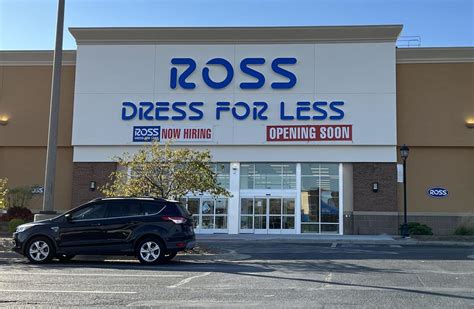 ROSS
DRESS FOR LESS
ROSS
NOW HIRING
OPENING SOON
ROSS